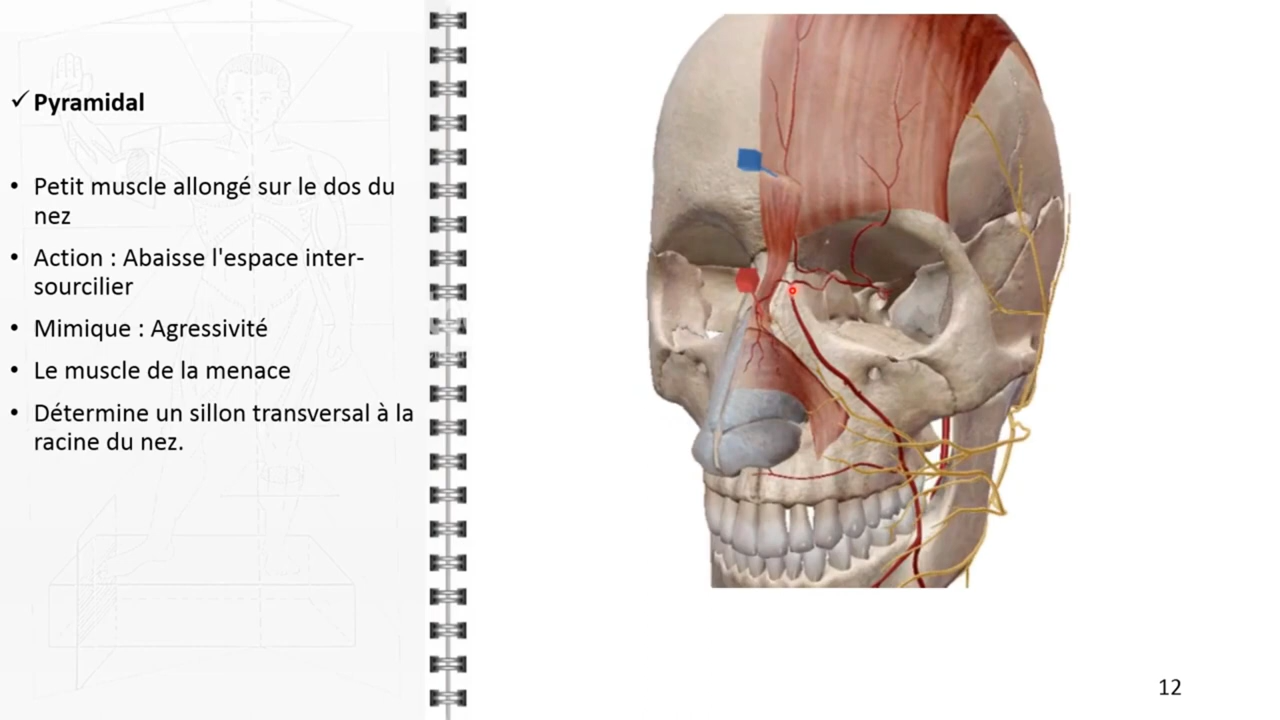 ✓ Pyramidal
• Petit muscle allongé sur le dos du
nez
• Action : Abaisse l'espace inter-
sourcilier
• Mimique : Agressivité
• Le muscle de la menace
• Détermine un sillon transversal à la
racine du nez.
12